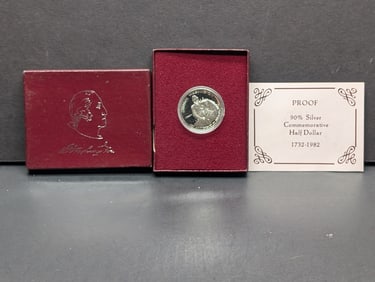 PROOF
90% Silver
Commemorative
Half Dollar
1732-1982